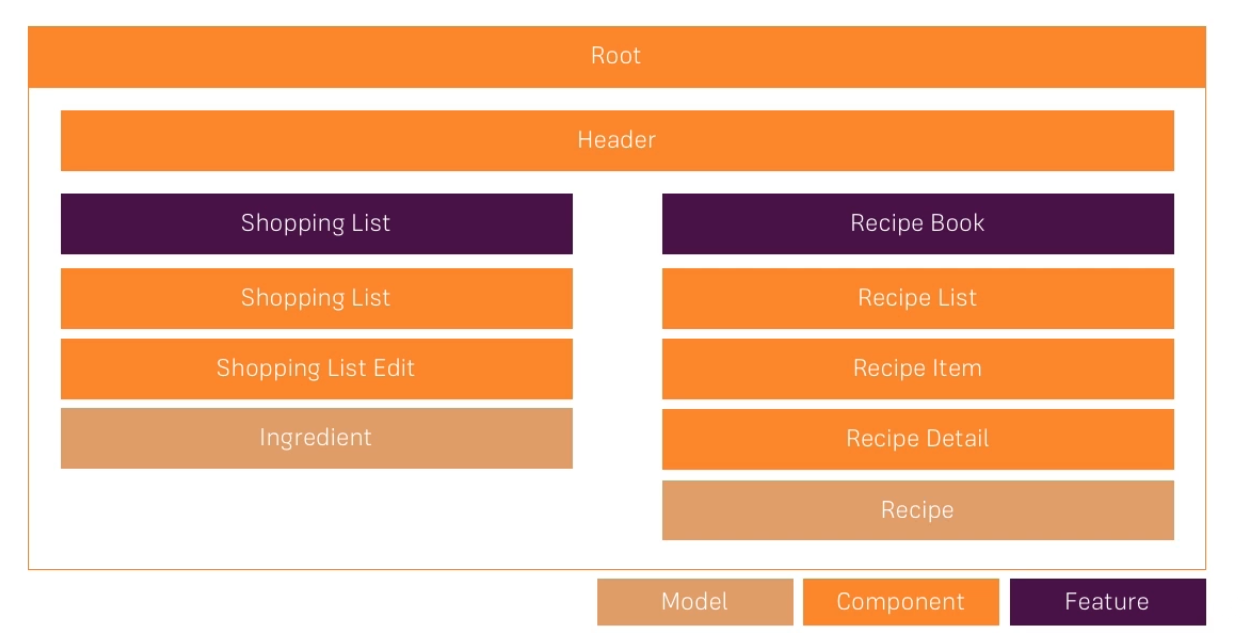 Root
Header
Shopping List
Shopping List
Shopping List Edit
Ingredient
Recipe Book
Recipe List
Recipe Item
Recipe Detail
Recipe
Model
Component
Feature